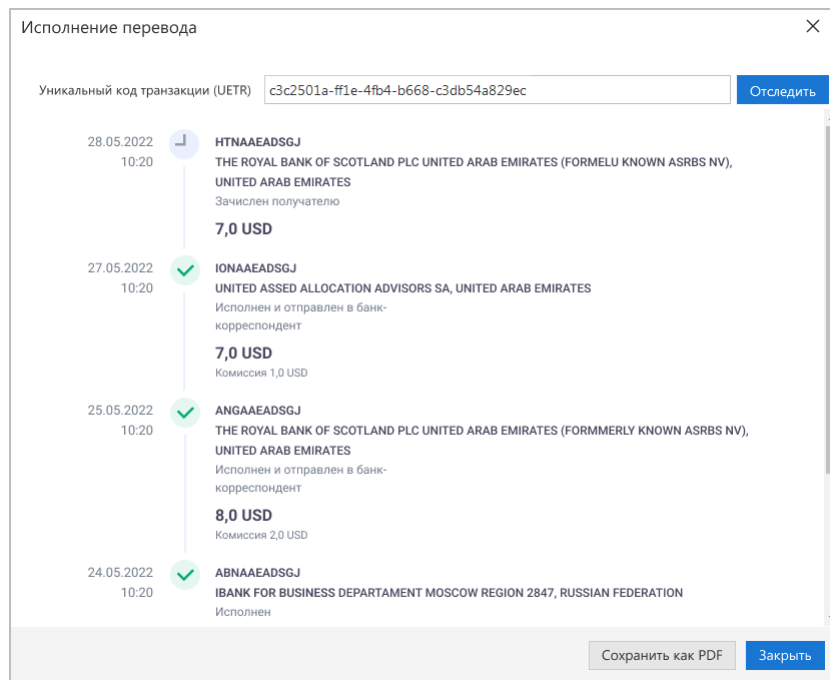 Исполнение перевода
Уникальный код транзакции (UETR) c3c2501a-ff1e-4fb4-b668-c3db54a829ec Отследить
28.05.2022 HTNAAEADSGJ
10:20 THE ROYAL BANK OF SCOTLAND PLC UNITED ARAB EMIRATES (FORMELU KNOWN ASRBS NV),
UNITED ARAB EMIRATES
Зачислен получателю
7,0 USD
27.05.2022 IONAAEADSGJ
10:20 UNITED ASSED ALLOCATION ADVISORS SA, UNITED ARAB EMIRATES
Исполнен и отправлен в банк-
корреспондент
7,0 USD
Комиссия 1,0 USD
25.05.2022 ANGAAEADSGJ
10:20 THE ROYAL BANK OF SCOTLAND PLC UNITED ARAB EMIRATES (FORMMERLY KNOWN ASRBS NV),
UNITED ARAB EMIRATES
Исполнен и отправлен в банк-
корреспондент
8,0 USD
Комиссия 2,0 USD
24.05.2022 ABNAAEADSGJ
10:20 IBANK FOR BUSINESS DEPARTAMENT MOSCOW REGION 2847, RUSSIAN FEDERATION
Исполнен
Сохранить как PDF Закрыть